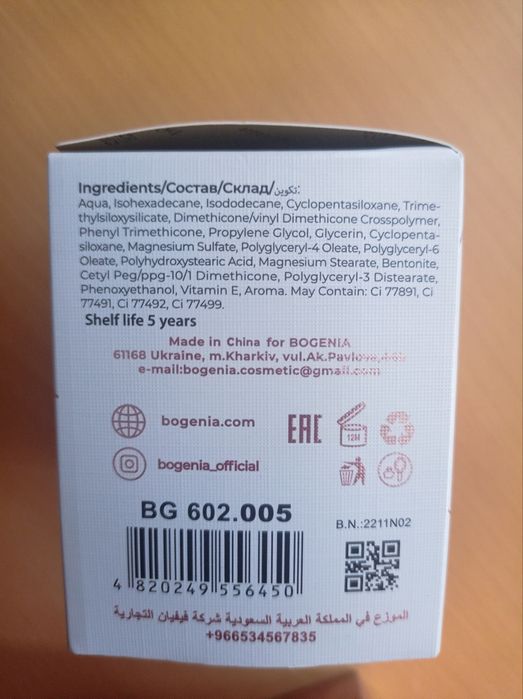 Ingredients/Состав/Склад/تكوين:
Aqua, Isohexadecane, Isododecane, Cyclopentasiloxane, Trime-
thylsiloxysilicate, Dimethicone/vinyl Dimethicone Crosspolymer,
Phenyl Trimethicone, Propylene Glycol, Glycerin, Cyclopenta-
siloxane, Magnesium Sulfate, Polyglyceryl-4 Oleate, Polyglyceryl-6
Oleate, Polyhydroxystearic Acid, Magnesium Stearate, Bentonite,
Cetyl Peg/ppg-10/1 Dimethicone, Polyglyceryl-3 Distearate,
Phenoxyethanol, Vitamin E, Aroma. May Contain: Ci 77891, Ci
77491, Ci 77492, Ci 77499.
Shelf life 5 years
Made in China for BOGENIA
61168 Ukraine, m.Kharkiv, vul.Ak.Pavlova,
e-mail:bogenia.cosmetic@gmail.com
bogenia.com
EAC
12M
bogenia_official
BG 602.005
B.N.:2211N02
4 820249 556450
الموزع في المملكة العربية السعودية شركة فيفيان التجارية
+966534567835